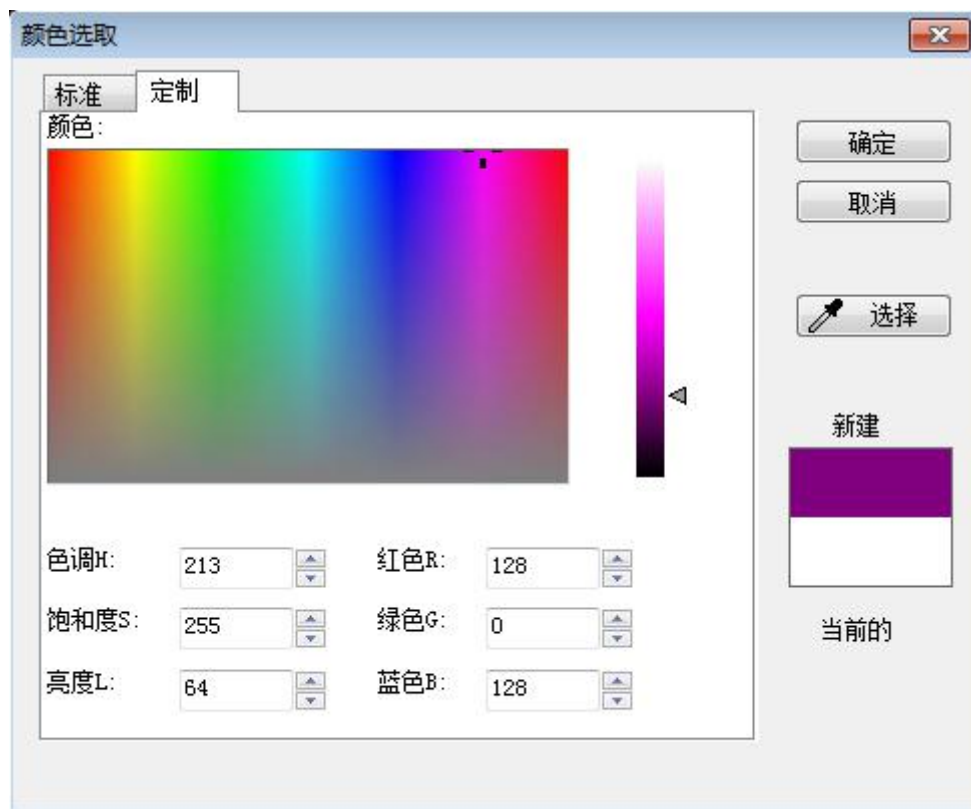 颜色选取
标准 定制
颜色:
确定
取消
选择
新建
当前的
色调H: 213 红色R: 128
饱和度S: 255 绿色G: 0
亮度L: 64 蓝色B: 128